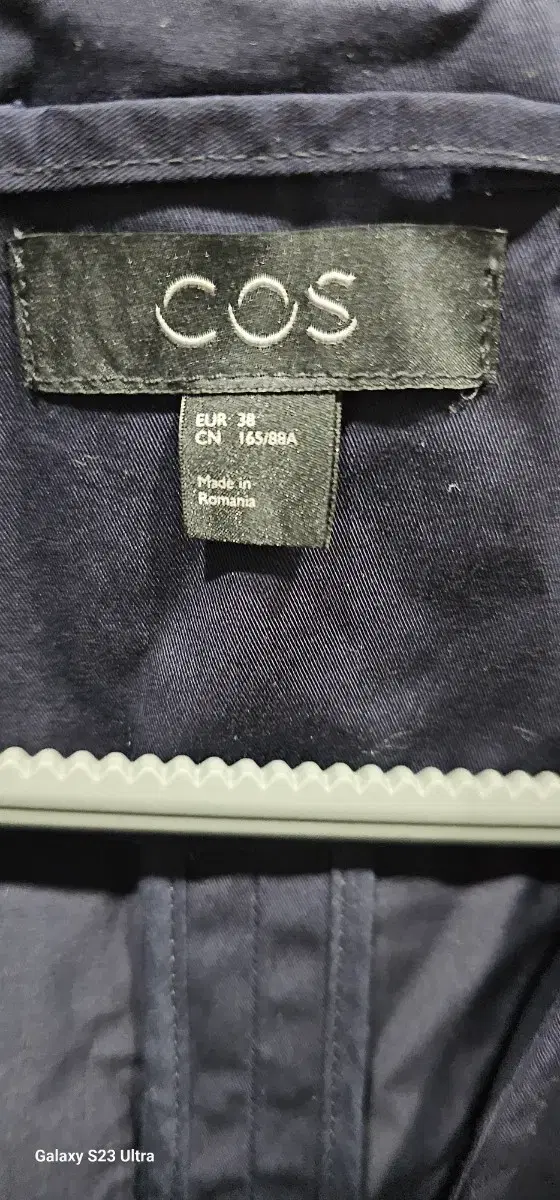 COS
EUR 38
CN 165/88A
Made in
Romania
Galaxy S23 Ultra